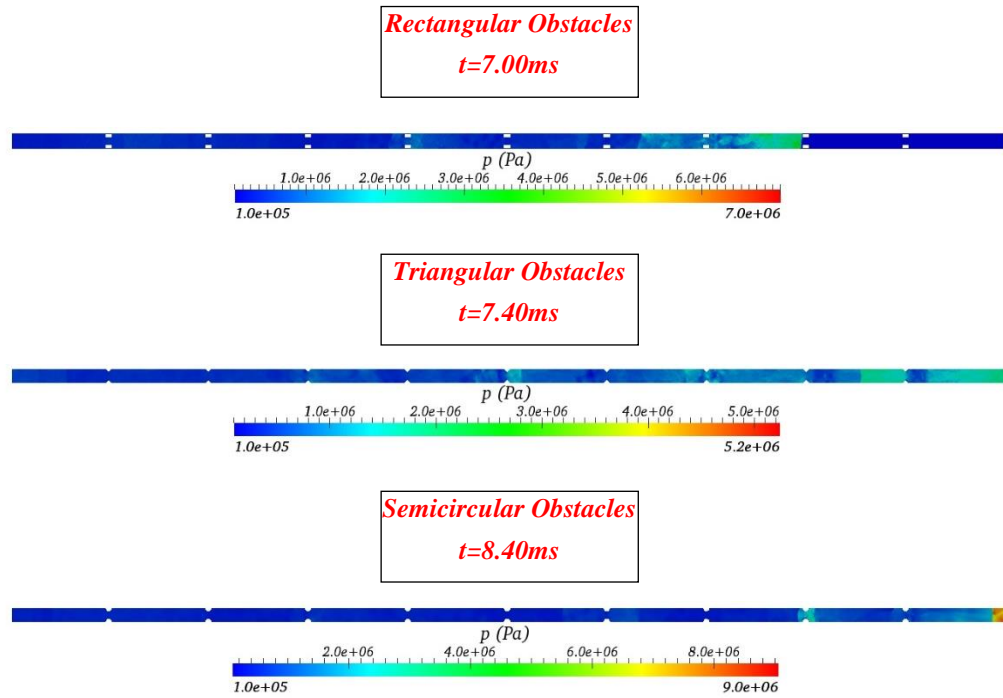 Rectangular Obstacles
t=7.00ms
p (Pa)
1.0e+06 2.0e+06 3.0e+06 4.0e+06 5.0e+06 6.0e+06
1.0e+05 7.0e+06
Triangular Obstacles
t=7.40ms
p (Pa)
1.0e+06 2.0e+06 3.0e+06 4.0e+06 5.0e+06
1.0e+05 5.2e+06
Semicircular Obstacles
t=8.40ms
p (Pa)
2.0e+06 4.0e+06 6.0e+06 8.0e+06
1.0e+05 9.0e+06